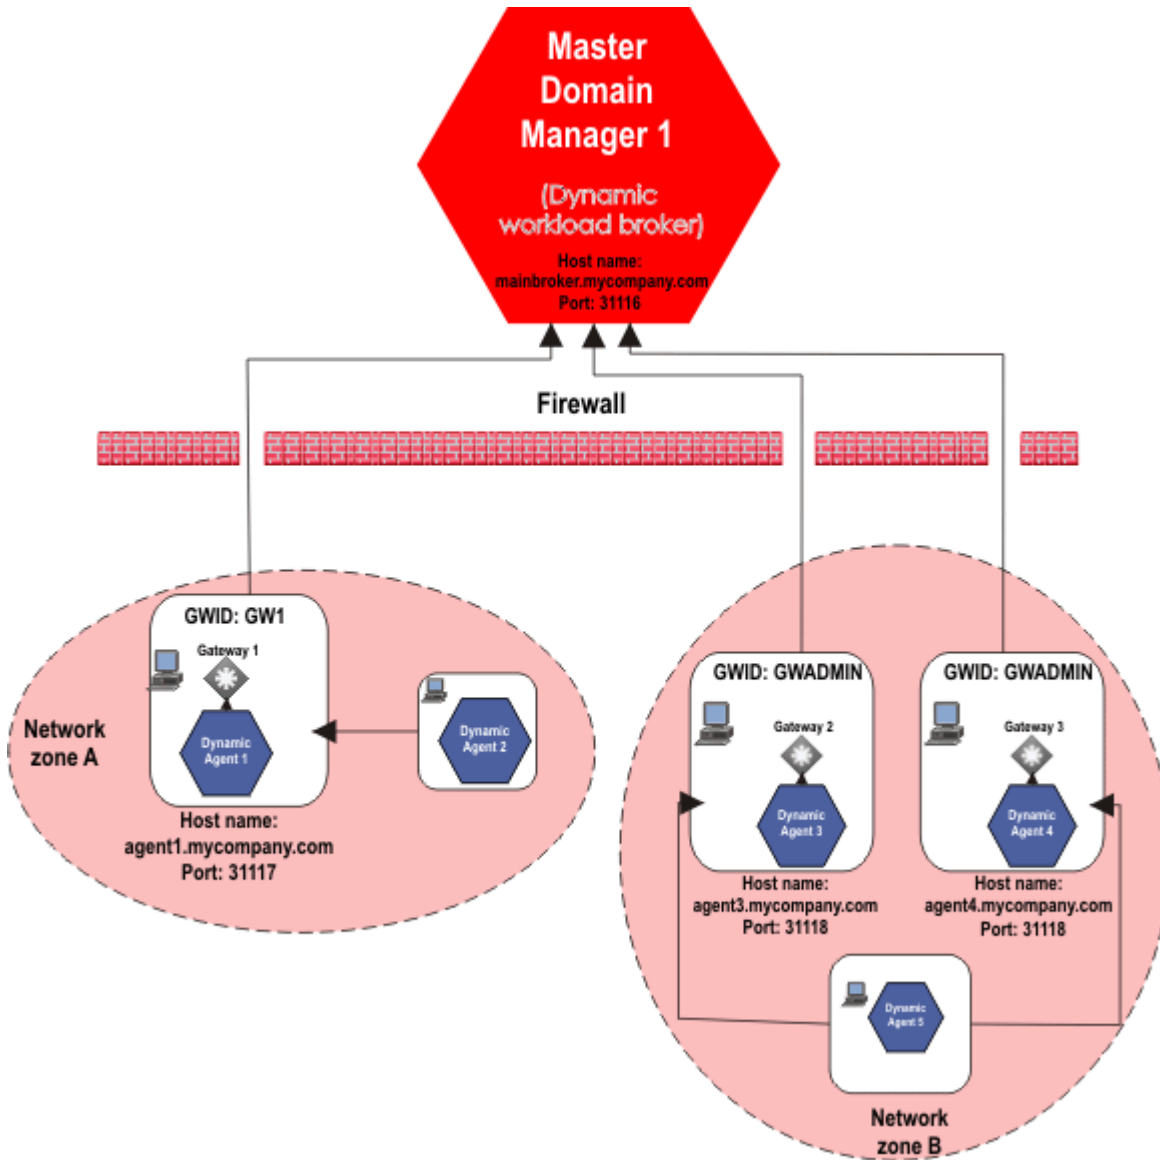 Master
Domain
Manager 1
(Dynamic
workload broker)
Host name:
mainbroker.mycompany.com
Port: 31116
Firewall
Network
zone A
GWID: GW1
Gateway 1
Dynamic
Agent 1
Dynamic
Agent 2
Host name:
agent1.mycompany.com
Port: 31117
GWID: GWADMIN
Gateway 2
Dynamic
Agent 3
Host name:
agent3.mycompany.com
Port: 31118
GWID: GWADMIN
Gateway 3
Dynamic
Agent 4
Host name:
agent4.mycompany.com
Port: 31118
Dynamic
Agent 5
Network
zone B